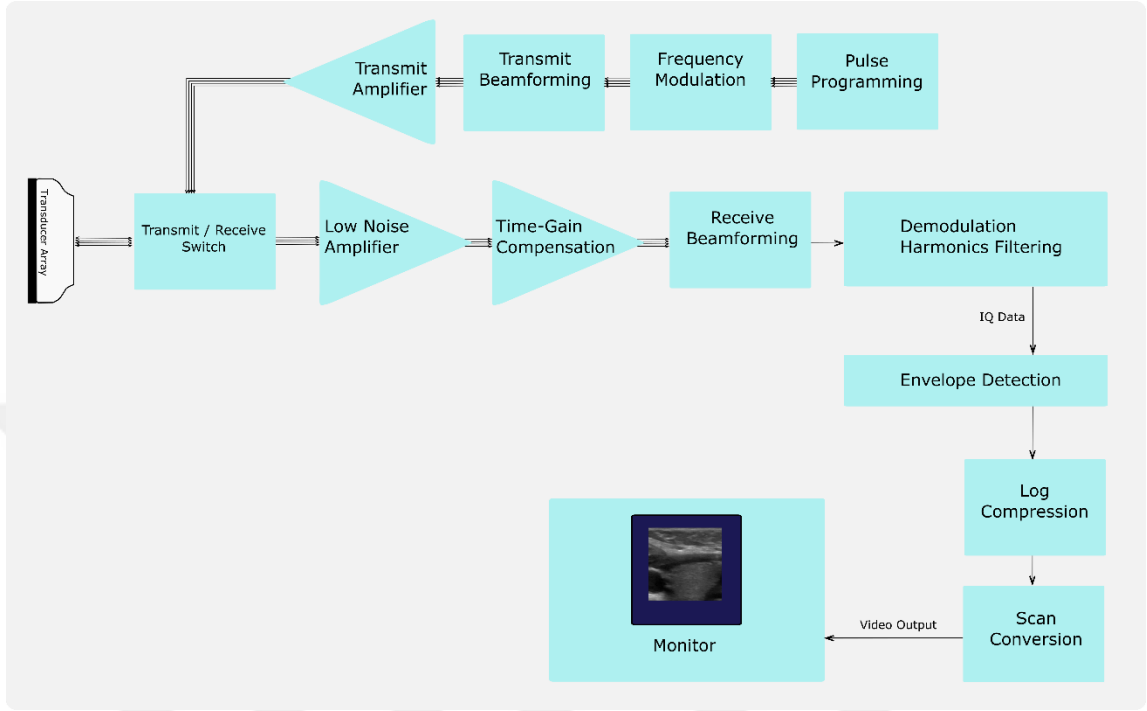 Transmit
Amplifier
Transmit
Beamforming
Frequency
Modulation
Pulse
Programming
Transducer Array
Transmit / Receive
Switch
Low Noise
Amplifier
Time-Gain
Compensation
Receive
Beamforming
Demodulation
Harmonics Filtering
IQ Data
Envelope Detection
Log
Compression
Scan
Conversion
Video Output
Monitor